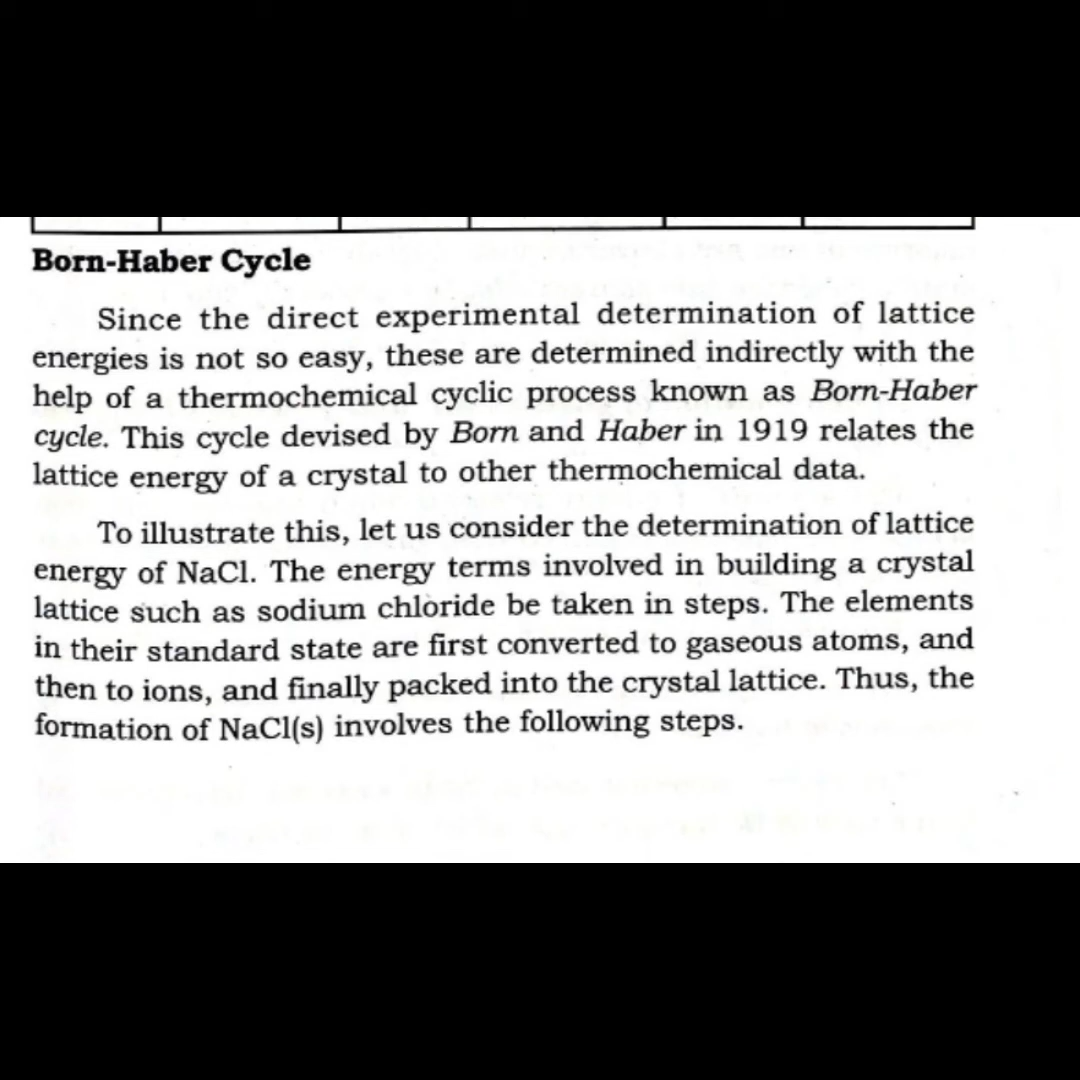 Born-Haber Cycle
Since the direct experimental determination of lattice
energies is not so easy, these are determined indirectly with the
help of a thermochemical cyclic process known as Born-Haber
cycle. This cycle devised by Born and Haber in 1919 relates the
lattice energy of a crystal to other thermochemical data.
To illustrate this, let us consider the determination of lattice
energy of NaCl. The energy terms involved in building a crystal
lattice such as sodium chloride be taken in steps. The elements
in their standard state are first converted to gaseous atoms, and
then to ions, and finally packed into the crystal lattice. Thus, the
formation of NaCl(s) involves the following steps.